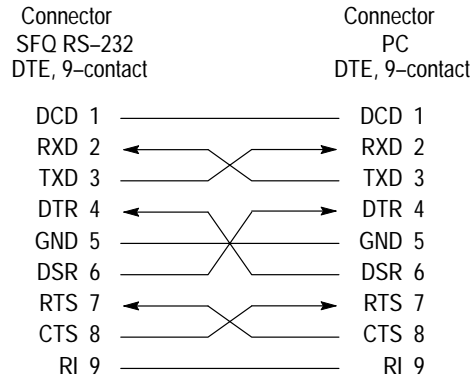 Connector
SFQ RS–232
DTE, 9–contact
Connector
PC
DTE, 9–contact
DCD 1
DCD 1
RXD 2
RXD 2
TXD 3
TXD 3
DTR 4
DTR 4
GND 5
GND 5
DSR 6
DSR 6
RTS 7
RTS 7
CTS 8
CTS 8
RI 9
RI 9